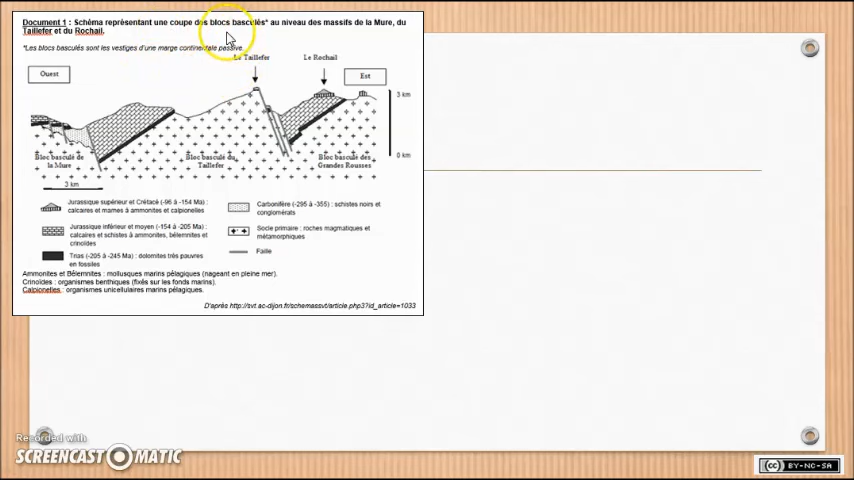 Document 1 : Schéma représentant une coupe des blocs basculés* au niveau des massifs de la Mure, du
Taillefer et du Rochail.
*Les blocs basculés sont les vestiges d'une marge continentale passive.
Le Taillefer
Le Rochail
Ouest
Est
3 km
0 km
Bloc basculé de
la Mure
Bloc basculé du
Taillefer
Bloc basculé des
Grandes Rousses
3 km
Jurassique supérieur et Crétacé (-96 à -154 Ma) :
calcaires et marnes à ammonites et calpionelles
Jurassique inférieur et moyen (-154 à -205 Ma) :
calcaires et schistes à ammonites, bélemnites et
crinoïdes
Trias (-205 à -245 Ma) : dolomites très pauvres
en fossiles
Carbonifère (-295 à -355) : schistes noirs et
conglomérats
Socle primaire : roches magmatiques et
métamorphiques
Faille
Ammonites et Bélemnites : mollusques marins pélagiques (nageant en pleine mer).
Crinoïdes : organismes benthiques (fixés sur les fonds marins).
Calpionelles : organismes unicellulaires marins pélagiques.
D'après http://svt.ac-dijon.fr/schemassvt/article.php3?id_article=1033
Recorded with
SCREENCAST-O-MATIC
cc BY-NC-SA